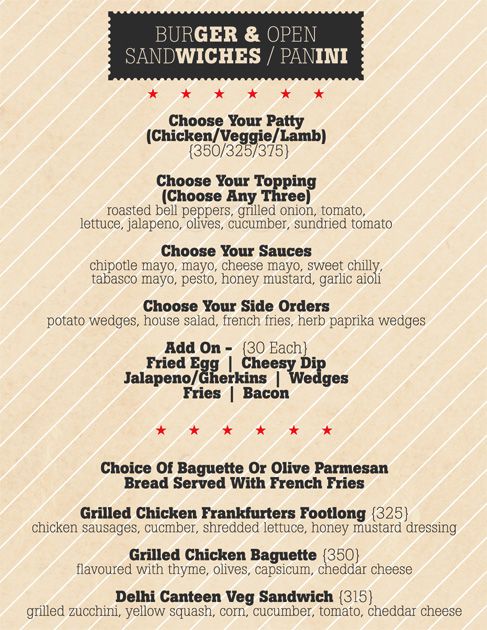 BURGER & OPEN
SANDWICHES / PANINI
Choose Your Patty
(Chicken/Veggie/Lamb)
{350/325/375}
Choose Your Topping
(Choose Any Three)
roasted bell peppers, grilled onion, tomato,
lettuce, jalapeno, olives, cucumber, sundried tomato
Choose Your Sauces
chipotle mayo, mayo, cheese mayo, sweet chilly,
tabasco mayo, pesto, honey mustard, garlic aioli
Choose Your Side Orders
potato wedges, house salad, french fries, herb paprika wedges
Add On - {30 Each}
Fried Egg | Cheesy Dip
Jalapeno/Gherkins | Wedges
Fries | Bacon
Choice Of Baguette Or Olive Parmesan
Bread Served With French Fries
Grilled Chicken Frankfurters Footlong {325}
chicken sausages, cucmber, shredded lettuce, honey mustard dressing
Grilled Chicken Baguette {350}
flavoured with thyme, olives, capsicum, cheddar cheese
Delhi Canteen Veg Sandwich {315}
grilled zucchini, yellow squash, corn, cucumber, tomato, cheddar cheese